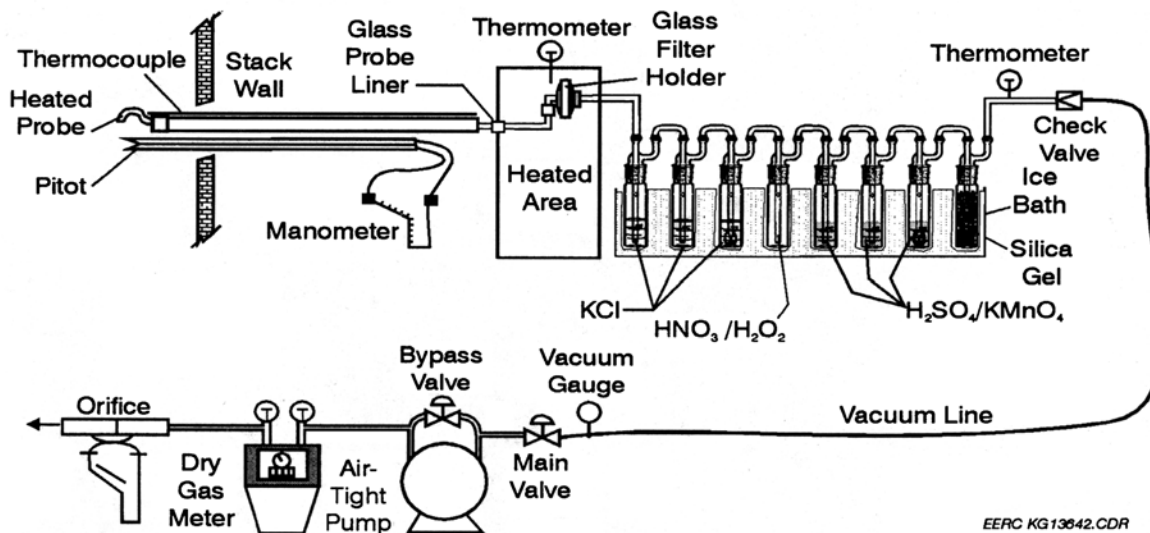 Thermocouple
Heated
Probe
Pitot
Stack
Wall
Manometer
Glass
Probe
Liner
Thermometer
Heated
Area
Glass
Filter
Holder
Thermometer
Check
Valve
Ice
Bath
Silica
Gel
KCl
HNO₃/H₂O₂
H₂SO₄/KMnO₄
Orifice
Dry
Gas
Meter
Air-
Tight
Pump
Bypass
Valve
Main
Valve
Vacuum
Gauge
Vacuum Line
EERC KG13642.CDR